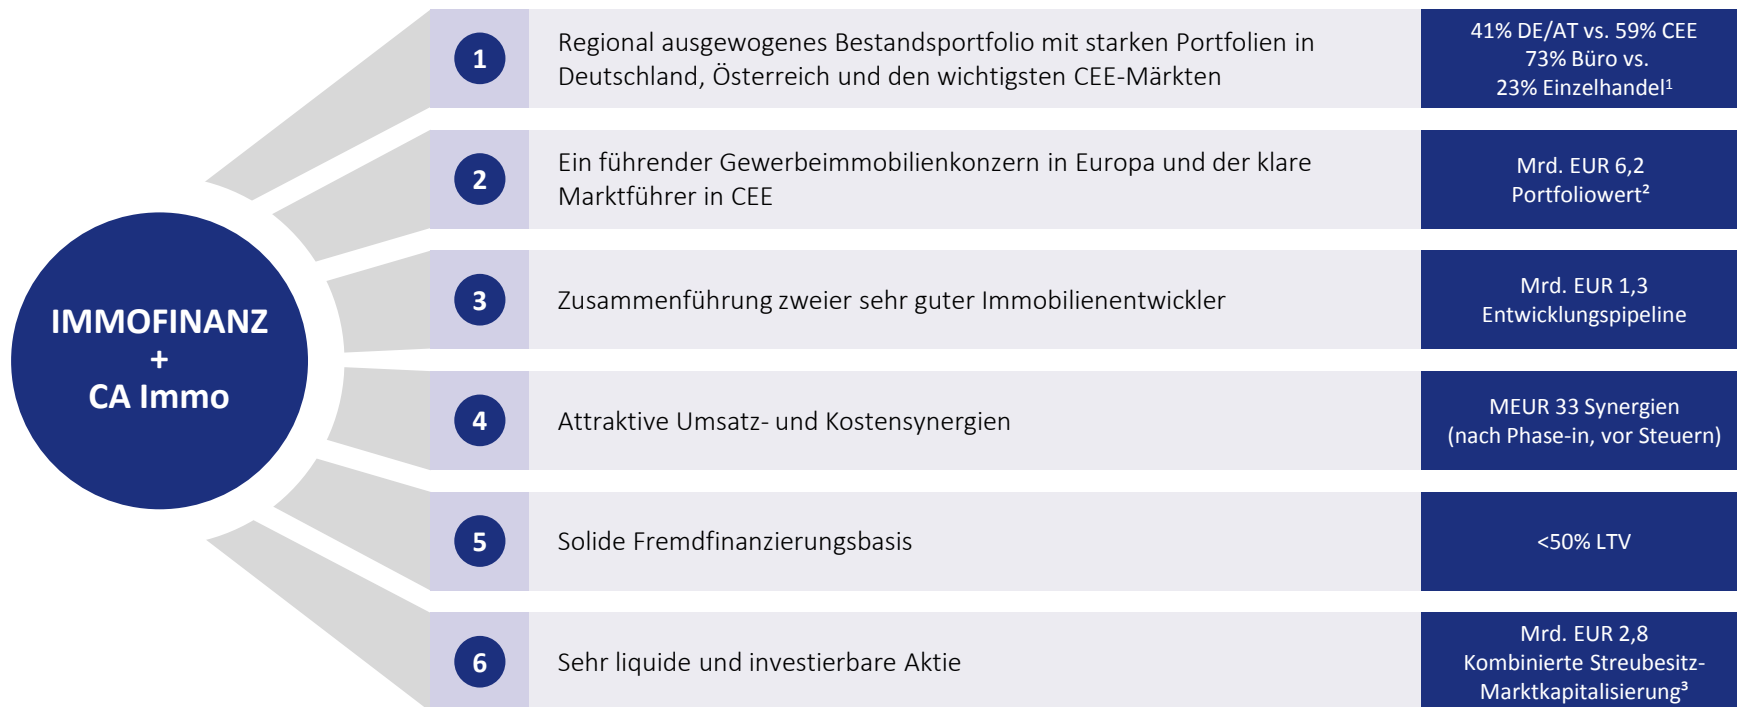 IMMOFINANZ
+
CA Immo
1
Regional ausgewogenes Bestandsportfolio mit starken Portfolien in
Deutschland, Österreich und den wichtigsten CEE-Märkten
41% DE/AT vs. 59% CEE
73% Büro vs.
23% Einzelhandel¹
2
Ein führender Gewerbeimmobilienkonzern in Europa und der klare
Marktführer in CEE
Mrd. EUR 6,2
Portfoliowert²
3
Zusammenführung zweier sehr guter Immobilienentwickler
Mrd. EUR 1,3
Entwicklungspipeline
4
Attraktive Umsatz- und Kostensynergien
MEUR 33 Synergien
(nach Phase-in, vor Steuern)
5
Solide Fremdfinanzierungsbasis
<50% LTV
6
Sehr liquide und investierbare Aktie
Mrd. EUR 2,8
Kombinierte Streubesitz-
Marktkapitalisierung³